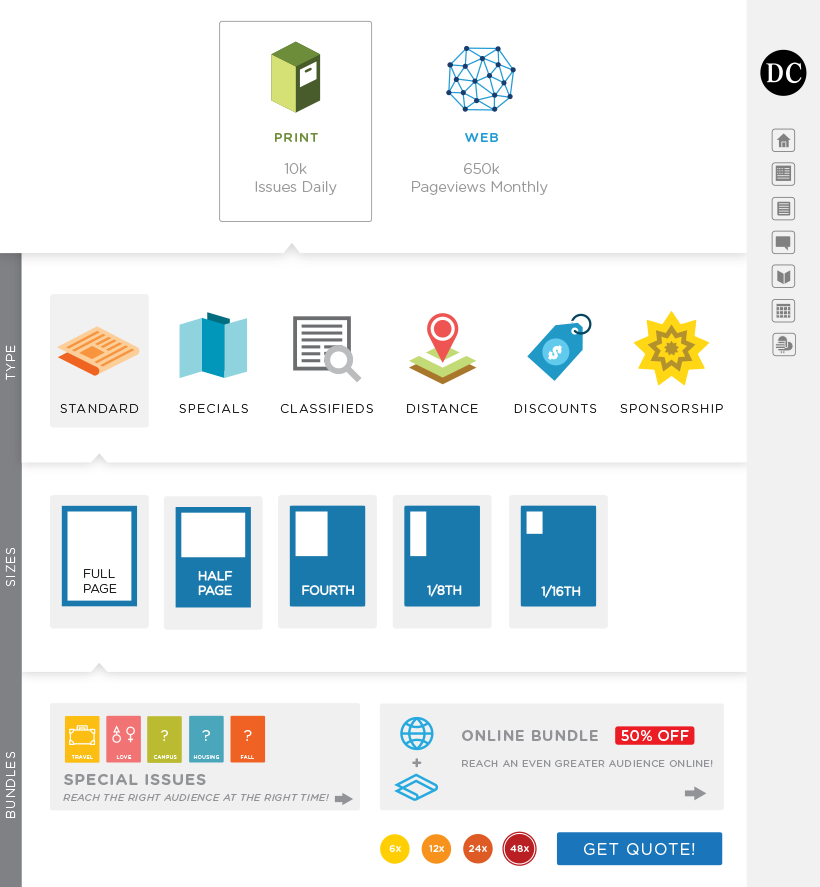 DC
PRINT
10k
Issues Daily
WEB
650k
Pageviews Monthly
TYPE
STANDARD
SPECIALS
CLASSIFIEDS
DISTANCE
DISCOUNTS
SPONSORSHIP
SIZES
FULL
PAGE
HALF
PAGE
FOURTH
1/8TH
1/16TH
BUNDLES
?
?
?
TRAVEL
LOVE
CAMPUS
HOUSING
FALL
SPECIAL ISSUES
REACH THE RIGHT AUDIENCE AT THE RIGHT TIME!
+
ONLINE BUNDLE 50% OFF
REACH AN EVEN GREATER AUDIENCE ONLINE!
6x
12x
24x
48x
GET QUOTE!